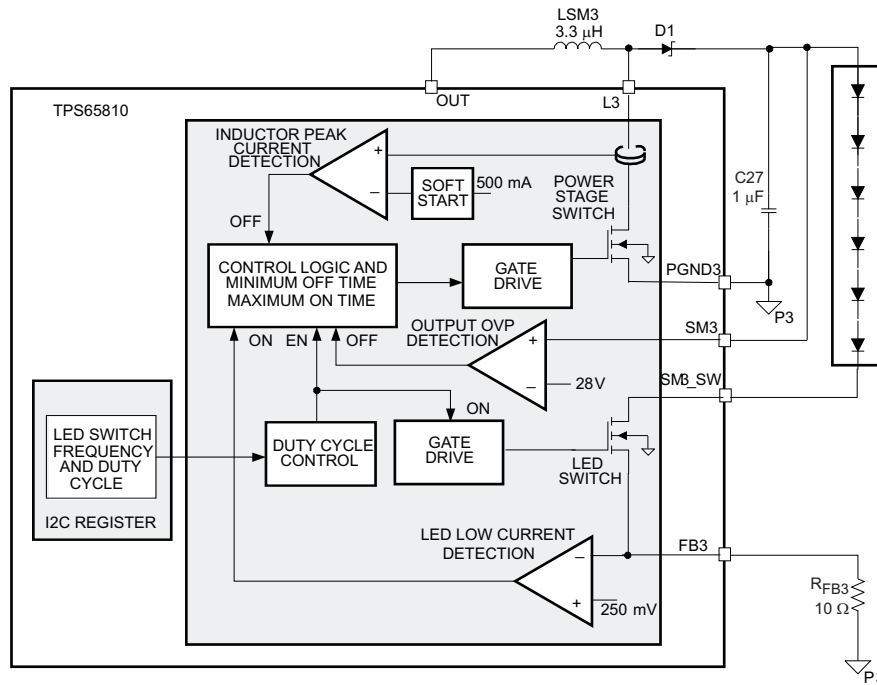 LSM3
3.3 μH
D1
OUT
L3
TPS65810
INDUCTOR PEAK
CURRENT
DETECTION
+
−
SOFT
START
500 mA
POWER
STAGE
SWITCH
C27
1 μF
OFF
CONTROL LOGIC AND
MINIMUM OFF TIME
MAXIMUM ON TIME
GATE
DRIVE
PGND3
P3
ON
EN
OFF
OUTPUT OVP
DETECTION
+
−
28V
SM3
SM3_SW
ON
LED SWITCH
FREQUENCY
AND DUTY
CYCLE
I2C REGISTER
DUTY CYCLE
CONTROL
GATE
DRIVE
LED
SWITCH
LED LOW CURRENT
DETECTION
−
+
250 mV
FB3
RFB3
10 Ω